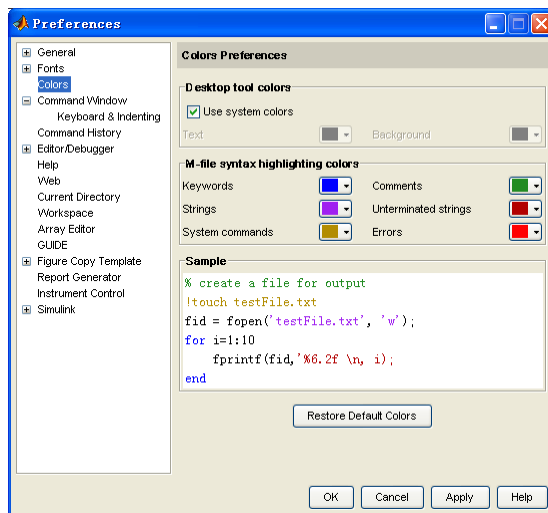 Preferences
General
Fonts
Colors
Command Window
Keyboard & Indenting
Command History
Editor/Debugger
Help
Web
Current Directory
Workspace
Array Editor
GUIDE
Figure Copy Template
Report Generator
Instrument Control
Simulink
Colors Preferences
Desktop tool colors
Use system colors
Text Background
M-file syntax highlighting colors
Keywords Comments
Strings Unterminated strings
System commands Errors
Sample
% create a file for output
!touch testFile.txt
fid = fopen('testFile.txt', 'w');
for i=1:10
fprintf(fid,'%6.2f \n, i);
end
Restore Default Colors
OK Cancel Apply Help